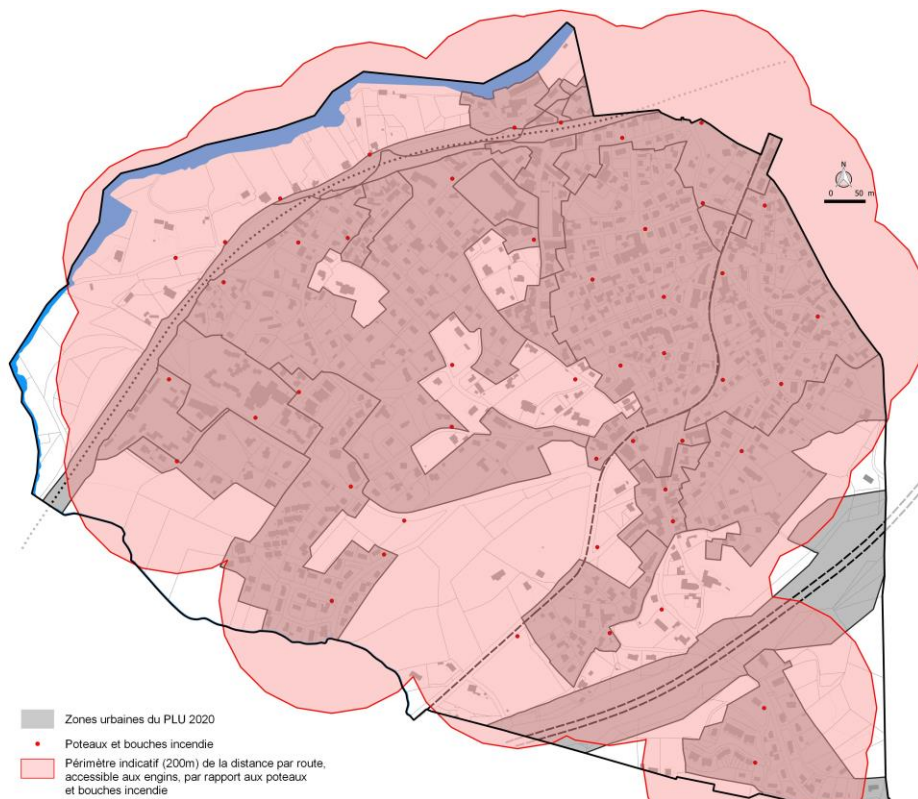 N
0 50 m
Zones urbaines du PLU 2020
Poteaux et bouches incendie
Périmètre indicatif (200m) de la distance par route,
accessible aux engins, par rapport aux poteaux
et bouches incendie